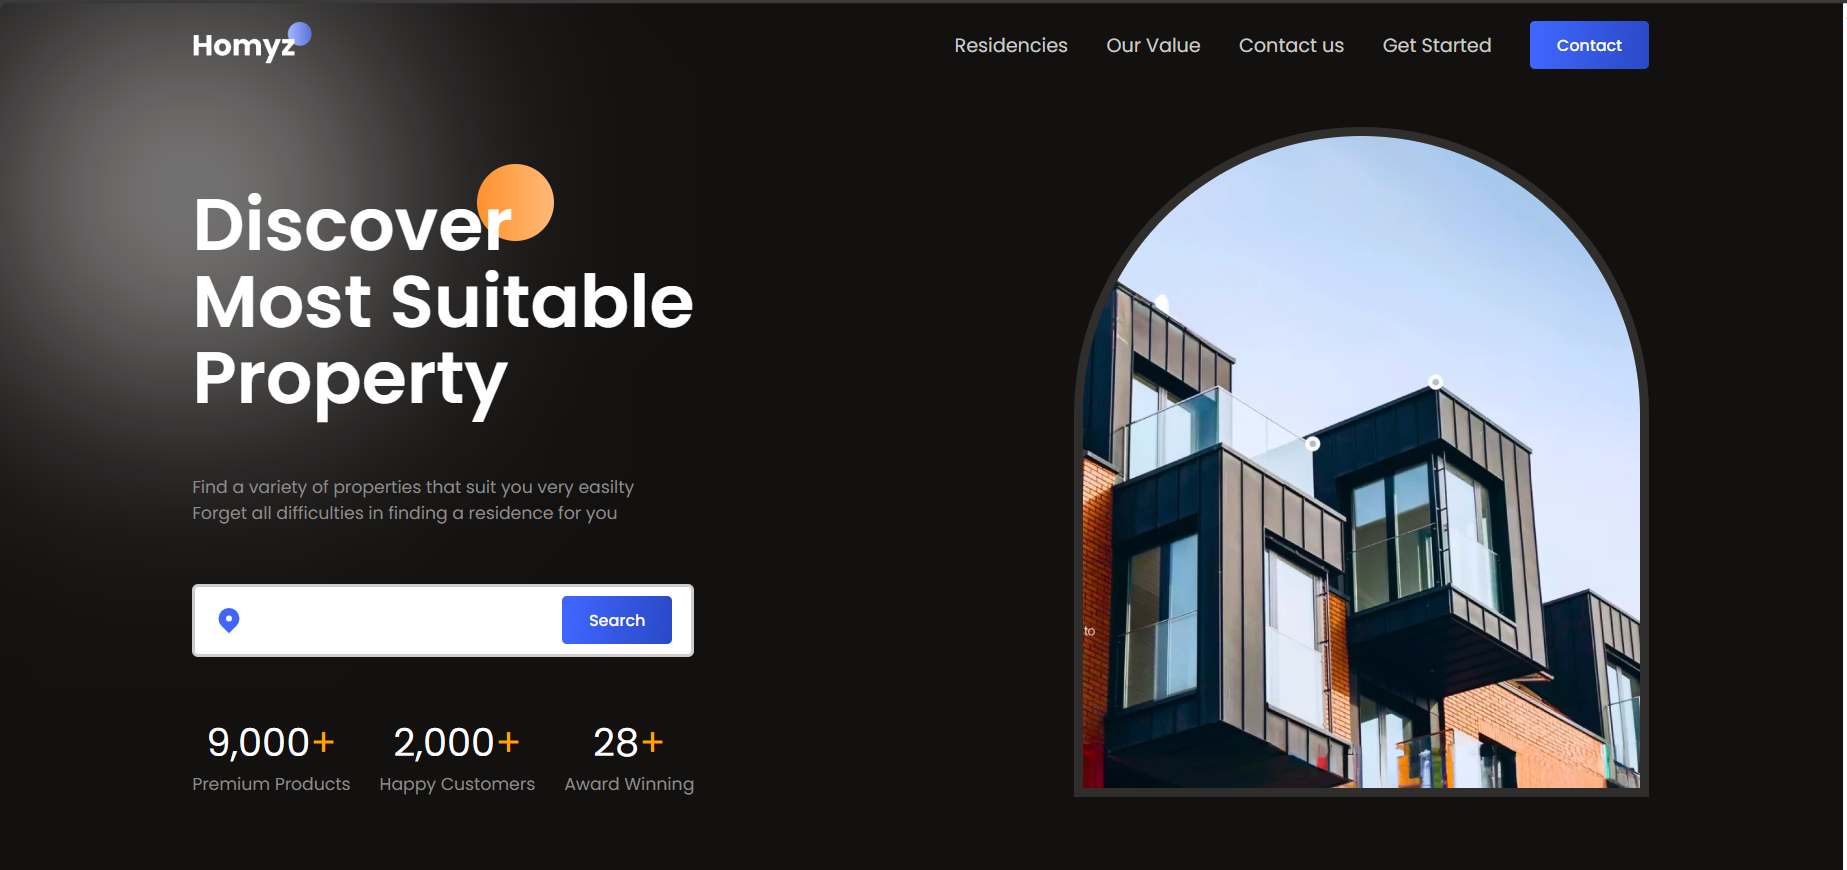 Homyz
Residencies
Our Value
Contact us
Get Started
Contact
Discover
Most Suitable
Property
Find a variety of properties that suit you very easilty
Forget all difficulties in finding a residence for you
Search
9,000+
2,000+
28+
Premium Products
Happy Customers
Award Winning
to